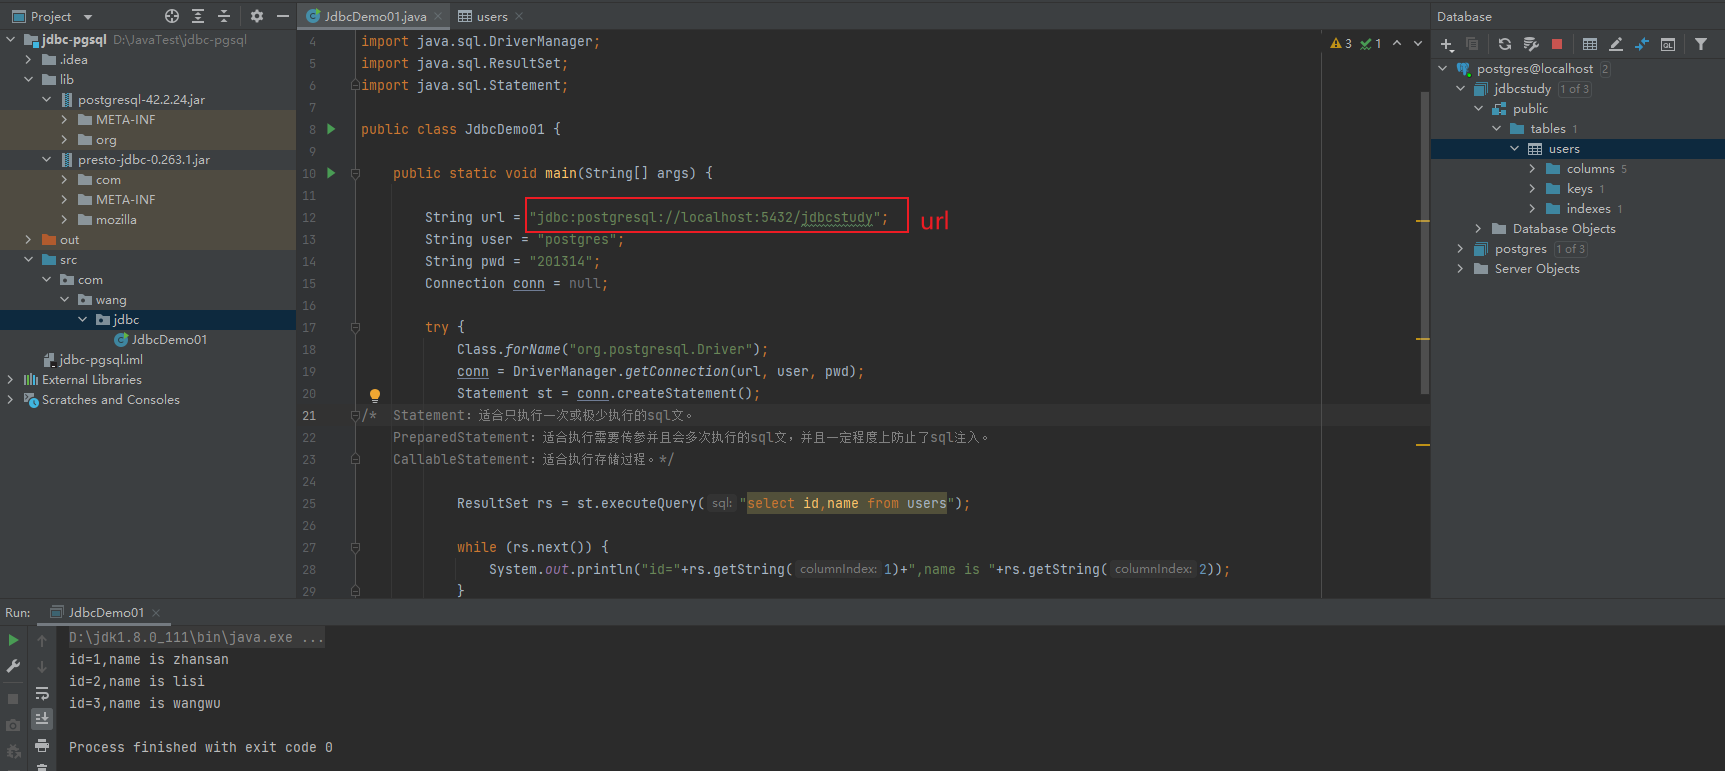 Project
jdbc-pgsql D:\JavaTest\jdbc-pgsql
.idea
lib
postgresql-42.2.24.jar
META-INF
org
presto-jdbc-0.263.1.jar
com
META-INF
mozilla
out
src
com
wang
jdbc
JdbcDemo01
jdbc-pgsql.iml
External Libraries
Scratches and Consoles
JdbcDemo01.java
users
3 1
4 import java.sql.DriverManager;
5 import java.sql.ResultSet;
6 import java.sql.Statement;
7
8 public class JdbcDemo01 {
9
10 public static void main(String[] args) {
11
12 String url = "jdbc:postgresql://localhost:5432/jdbcstudy"; url
13 String user = "postgres";
14 String pwd = "201314";
15 Connection conn = null;
16
17 try {
18 Class.forName("org.postgresql.Driver");
19 conn = DriverManager.getConnection(url, user, pwd);
20 Statement st = conn.createStatement();
21 /* Statement: 适合只执行一次或极少执行的sql文。
22 PreparedStatement: 适合执行需要传参并且会多次执行的sql文，并且一定程度上防止了sql注入。
23 CallableStatement: 适合执行存储过程。*/
24
25 ResultSet rs = st.executeQuery( sql: "select id,name from users");
26
27 while (rs.next()) {
28 System.out.println("id="+rs.getString( columnIndex: 1)+",name is "+rs.getString( columnIndex: 2));
29 }
Database
QL
postgres@localhost 2
jdbcstudy 1 of 3
public
tables 1
users
columns 5
keys 1
indexes 1
Database Objects
postgres 1 of 3
Server Objects
Run: JdbcDemo01
D:\jdk1.8.0_111\bin\java.exe ...
id=1,name is zhansan
id=2,name is lisi
id=3,name is wangwu
Process finished with exit code 0